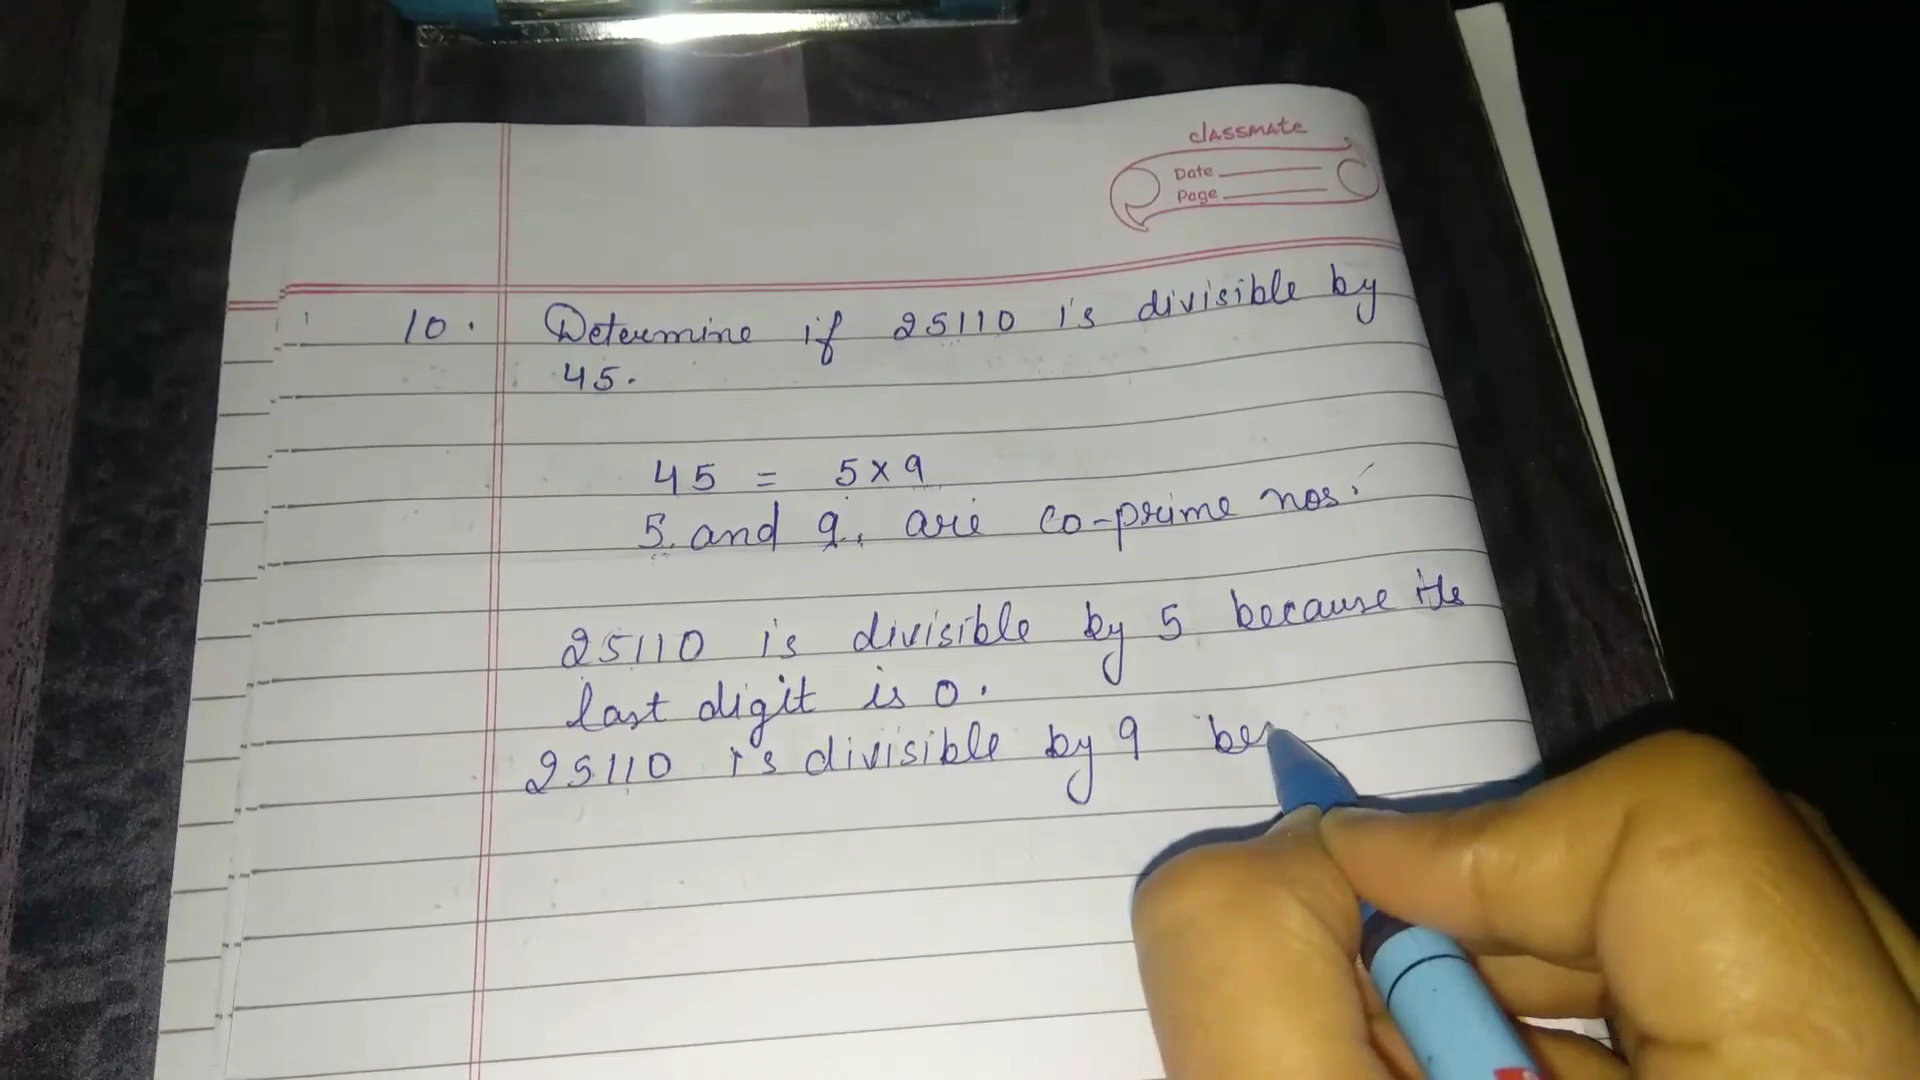 classmate
Date
Page
10. Determine if 25110 is divisible by
45.
45 = 5 × 9
5 and 9, are co-prime nos.
25110 is divisible by 5 because its
last digit is 0.
25110 is divisible by 9 be